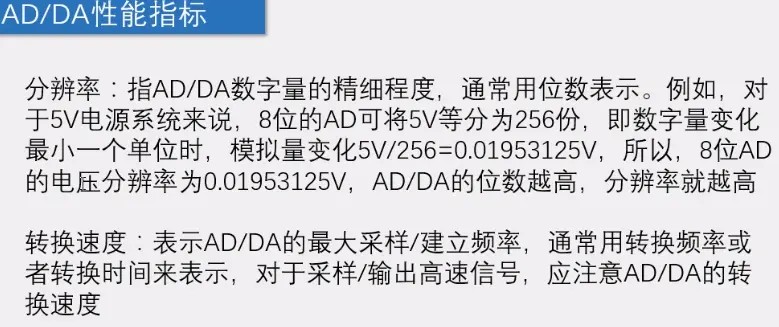 AD/DA性能指标
分辨率：指AD/DA数字量的精细程度，通常用位数表示。例如，对
于5V电源系统来说，8位的AD可将5V等分为256份，即数字量变化
最小一个单位时，模拟量变化5V/256=0.01953125V，所以，8位AD
的电压分辨率为0.01953125V，AD/DA的位数越高，分辨率就越高
转换速度：表示AD/DA的最大采样/建立频率，通常用转换频率或
者转换时间来表示，对于采样/输出高速信号，应注意AD/DA的转
换速度